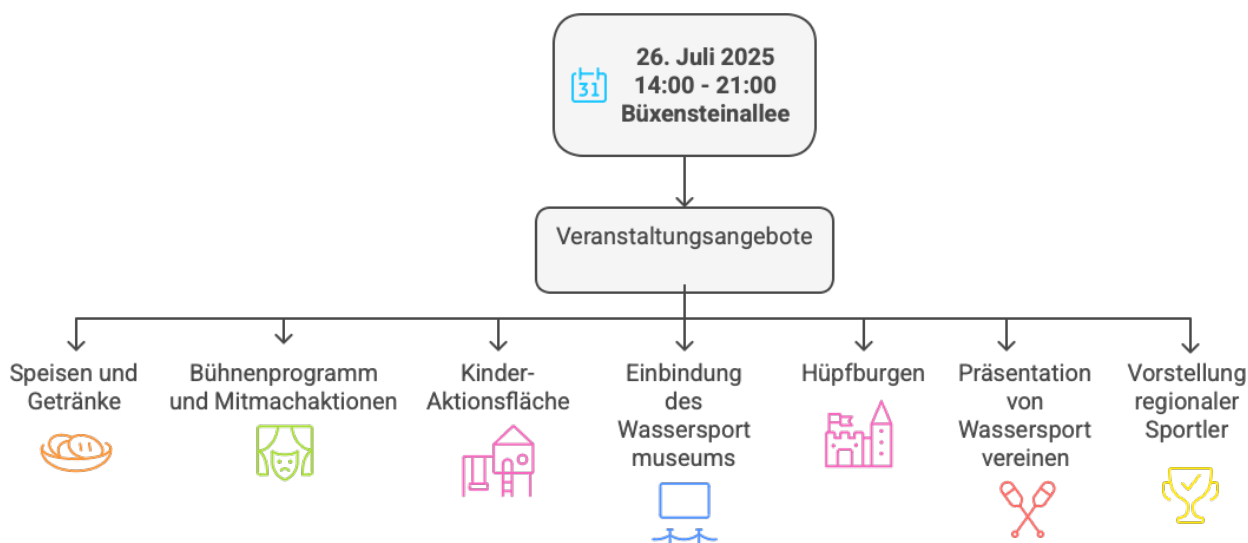 26. Juli 2025
14:00 - 21:00
Büxensteinallee
31
Veranstaltungsangebote
Speisen und
Getränke
Bühnenprogramm
und Mitmachaktionen
Kinder-
Aktionsfläche
Einbindung
des
Wassersport
museums
Hüpfburgen
Präsentation
von
Wassersport
vereinen
Vorstellung
regionaler
Sportler